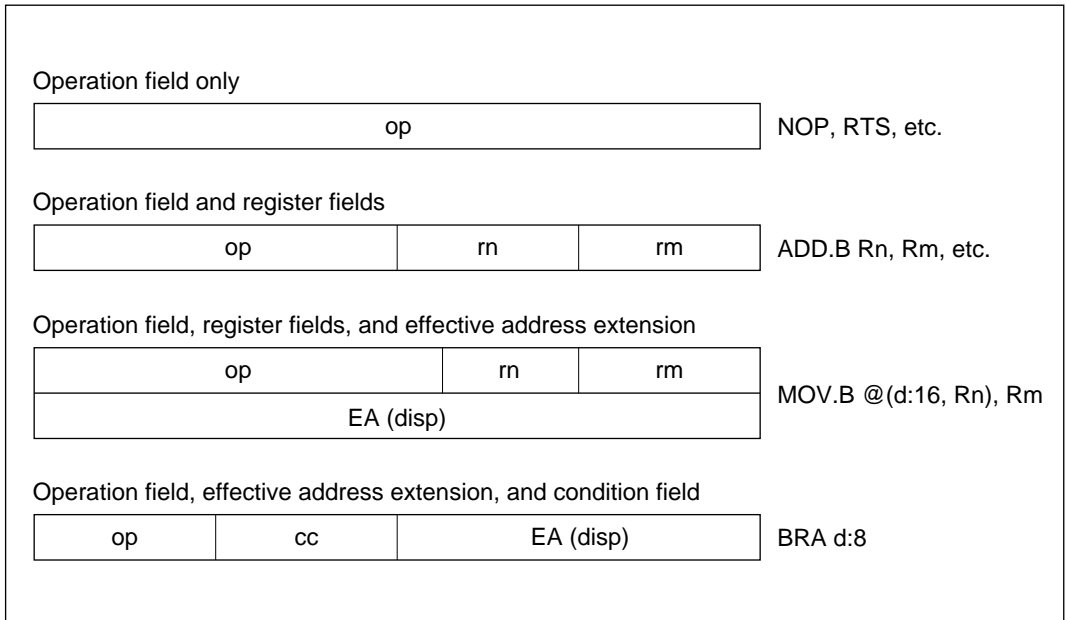 Operation field only
op
NOP, RTS, etc.
Operation field and register fields
op rn rm
ADD.B Rn, Rm, etc.
Operation field, register fields, and effective address extension
op rn rm
EA (disp)
MOV.B @(d:16, Rn), Rm
Operation field, effective address extension, and condition field
op cc EA (disp)
BRA d:8